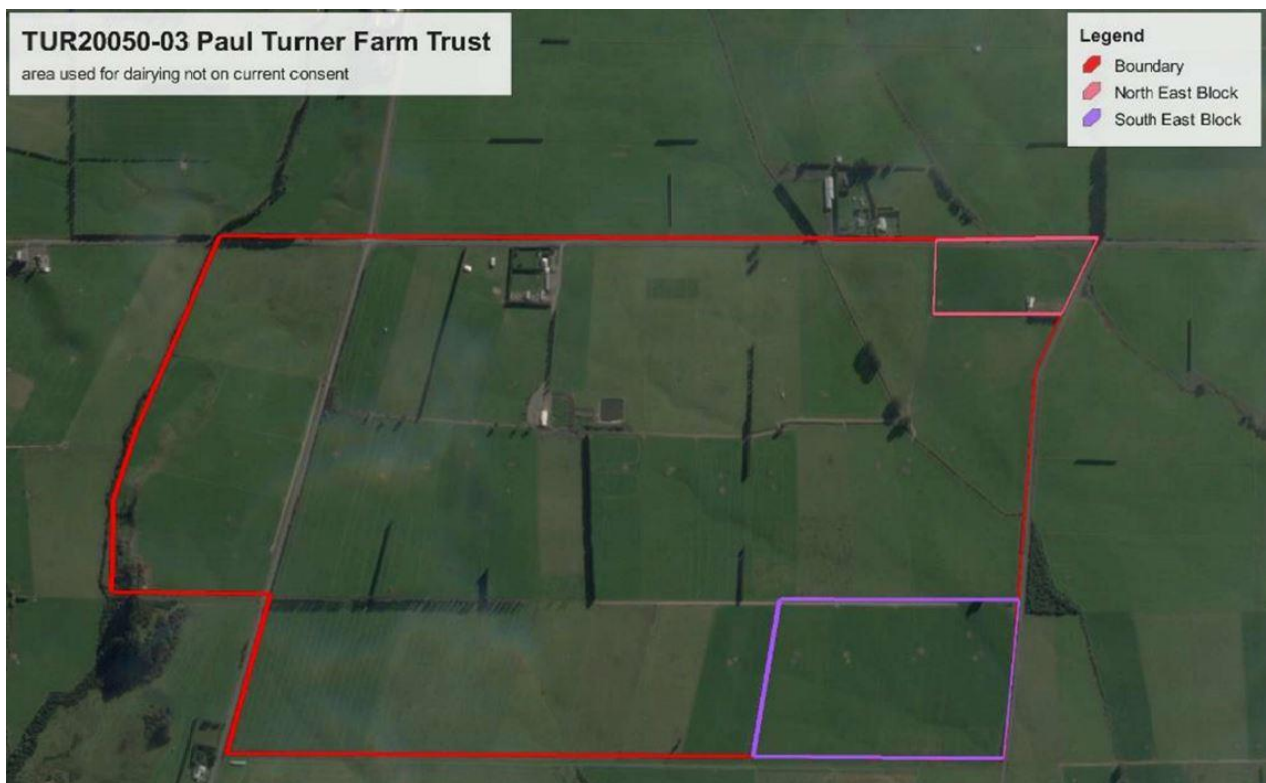 TUR20050-03 Paul Turner Farm Trust
area used for dairying not on current consent
Legend
Boundary
North East Block
South East Block